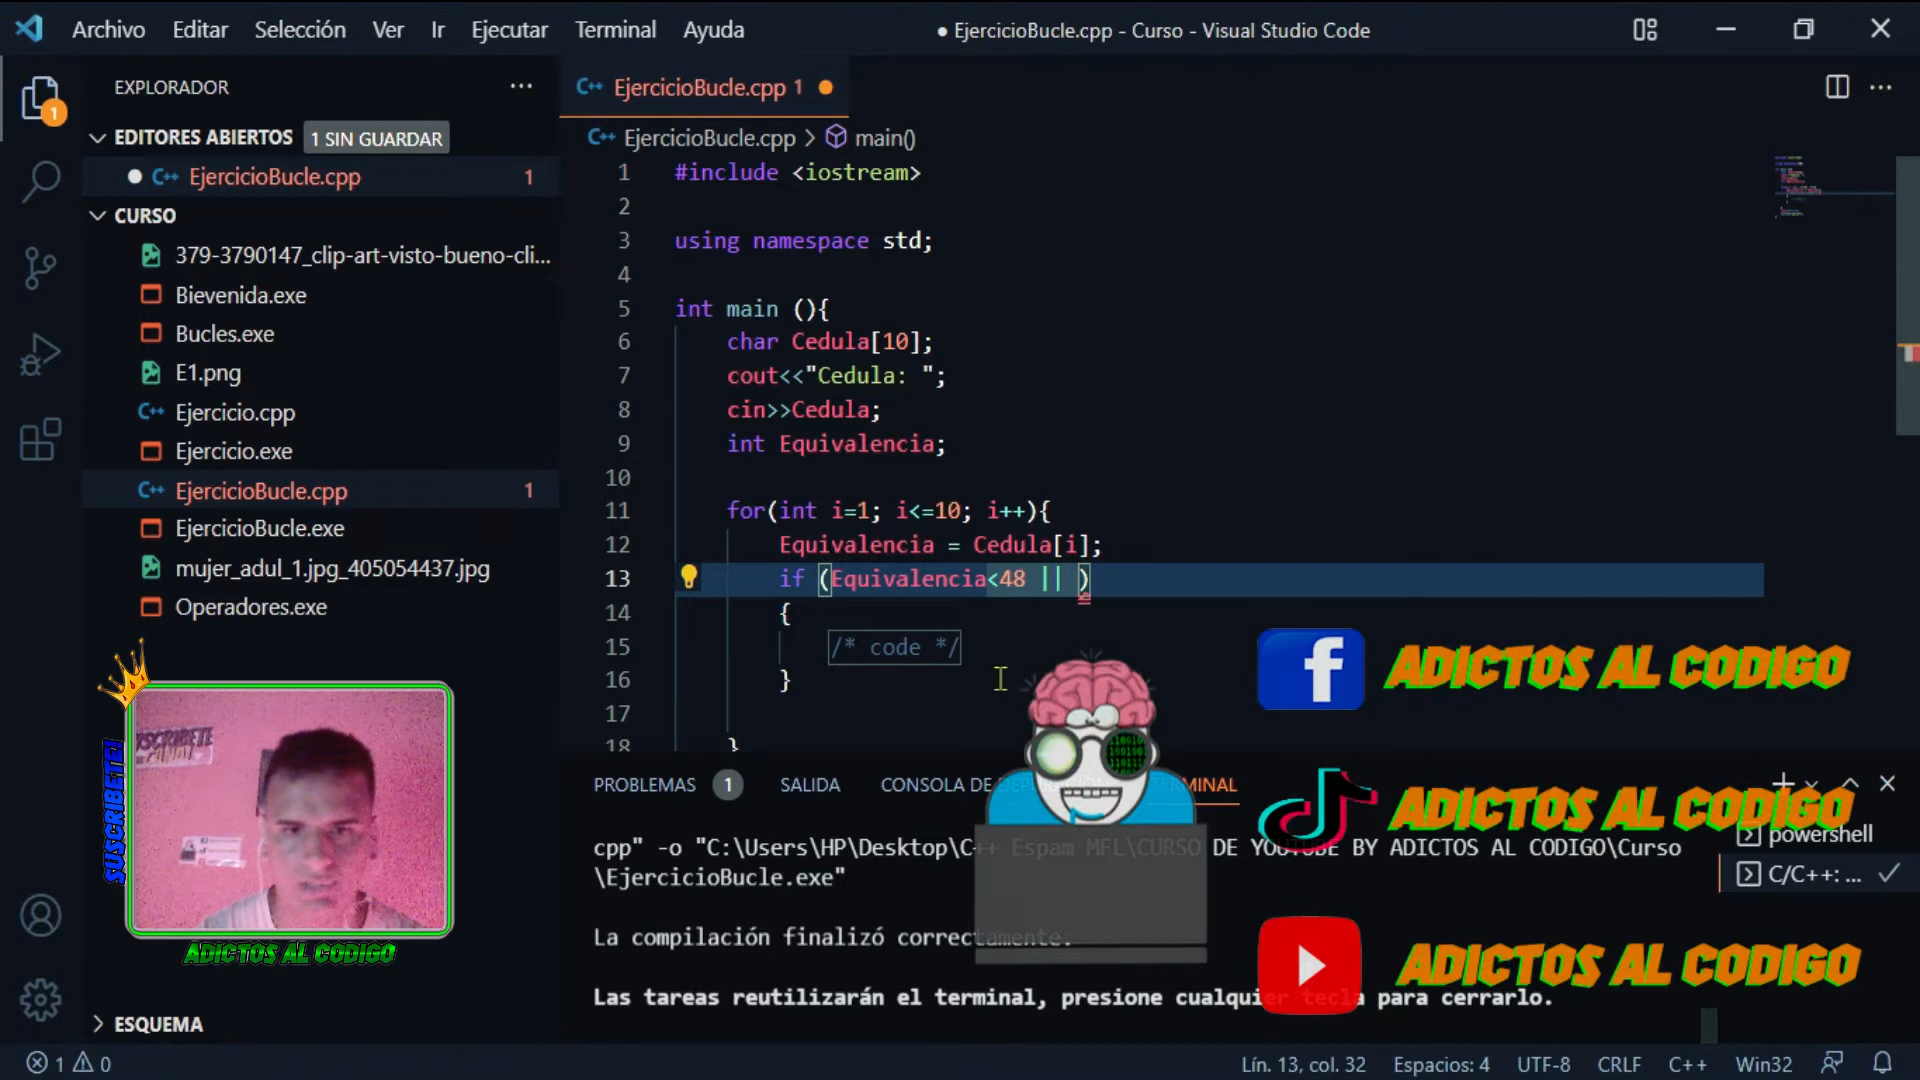 Archivo Editar Selección Ver Ir Ejecutar Terminal Ayuda
● EjercicioBucle.cpp - Curso - Visual Studio Code
EXPLORADOR
EDITORES ABIERTOS 1 SIN GUARDAR
EjercicioBucle.cpp 1
CURSO
379-3790147_clip-art-visto-bueno-cli...
Bievenida.exe
Bucles.exe
E1.png
Ejercicio.cpp
Ejercicio.exe
EjercicioBucle.cpp 1
EjercicioBucle.exe
mujer_adul_1.jpg_405054437.jpg
Operadores.exe
SUSCRIBETE!
ADICTOS AL CODIGO
ESQUEMA
1
EjercicioBucle.cpp 1
EjercicioBucle.cpp > main()
1 #include <iostream>
2
3 using namespace std;
4
5 int main (){
6 char Cedula[10];
7 cout<<"Cedula: ";
8 cin>>Cedula;
9 int Equivalencia;
10
11 for(int i=1; i<=10; i++){
12 Equivalencia = Cedula[i];
13 if (Equivalencia<48 || )
14 {
15 /* code */
16 }
17
18 }
ADICTOS AL CODIGO
ADICTOS AL CODIGO
ADICTOS AL CODIGO
PROBLEMAS 1 SALIDA CONSOLA DE DEPURACIÓN TERMINAL
cpp" -o "C:\Users\HP\Desktop\C++ Espam MFL\CURSO DE YOUTUBE BY ADICTOS AL CODIGO\Curso
\EjercicioBucle.exe"
La compilación finalizó correctamente.
Las tareas reutilizarán el terminal, presione cualquier tecla para cerrarlo.
powershell
C/C++: ...
1 0
Lín. 13, col. 32 Espacios: 4 UTF-8 CRLF C++ Win32